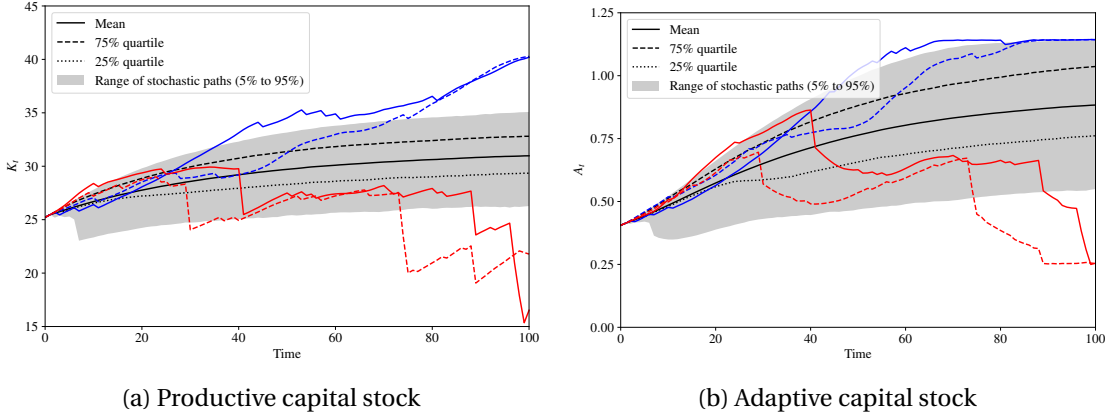 45
40
35
30
25
20
15
K_t
0
20
40
60
80
100
Time
Mean
75% quartile
25% quartile
Range of stochastic paths (5% to 95%)
(a) Productive capital stock
1.25
1.00
0.75
0.50
0.25
0.00
A_t
0
20
40
60
80
100
Time
Mean
75% quartile
25% quartile
Range of stochastic paths (5% to 95%)
(b) Adaptive capital stock